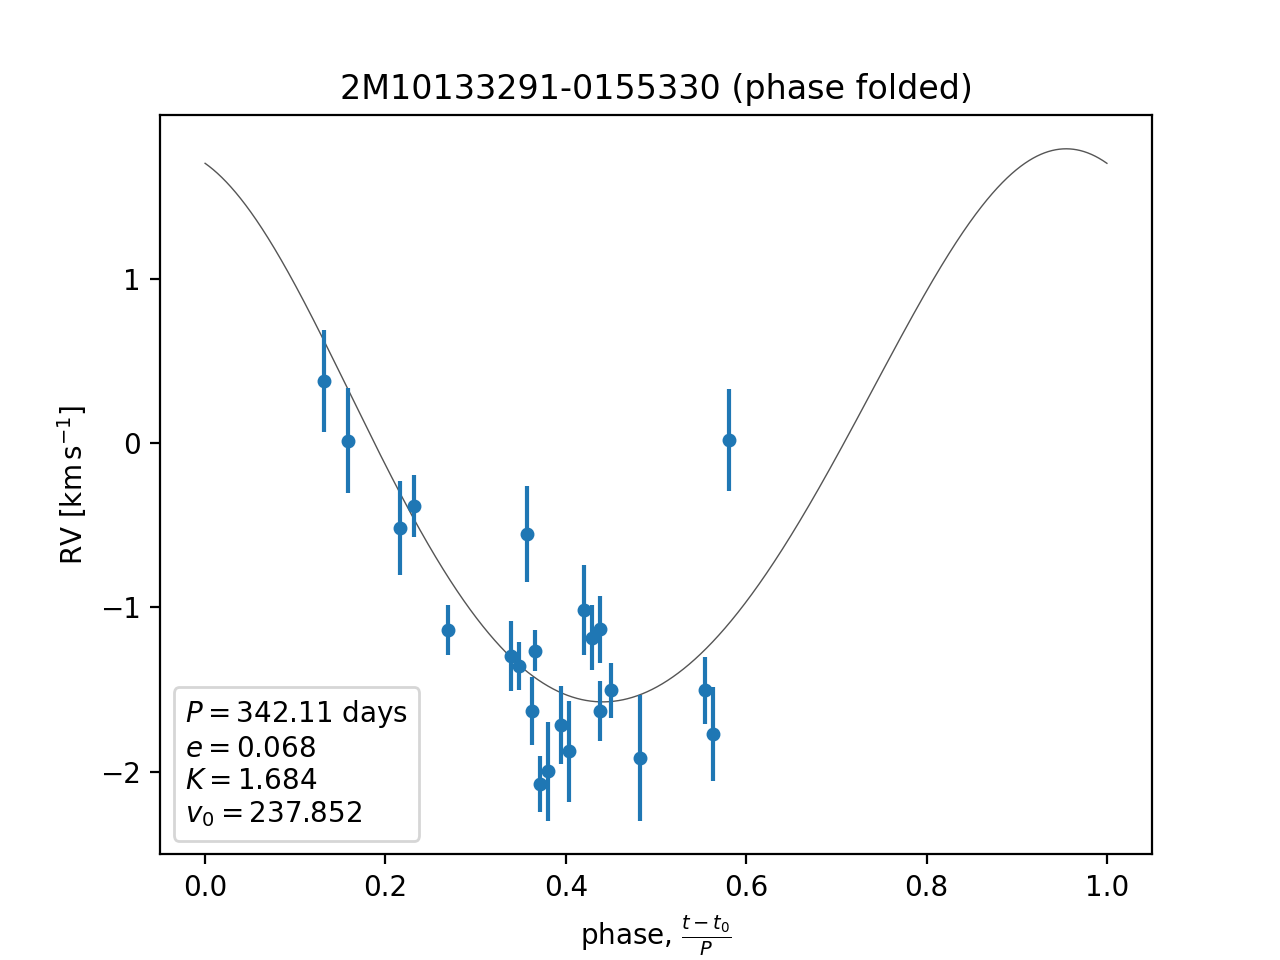 2M10133291-0155330 (phase folded)
RV [km s⁻¹]
1
0
−1
−2
P = 342.11 days
e = 0.068
K = 1.684
v₀ = 237.852
0.0 0.2 0.4 0.6 0.8 1.0
phase, (t − t₀)/P